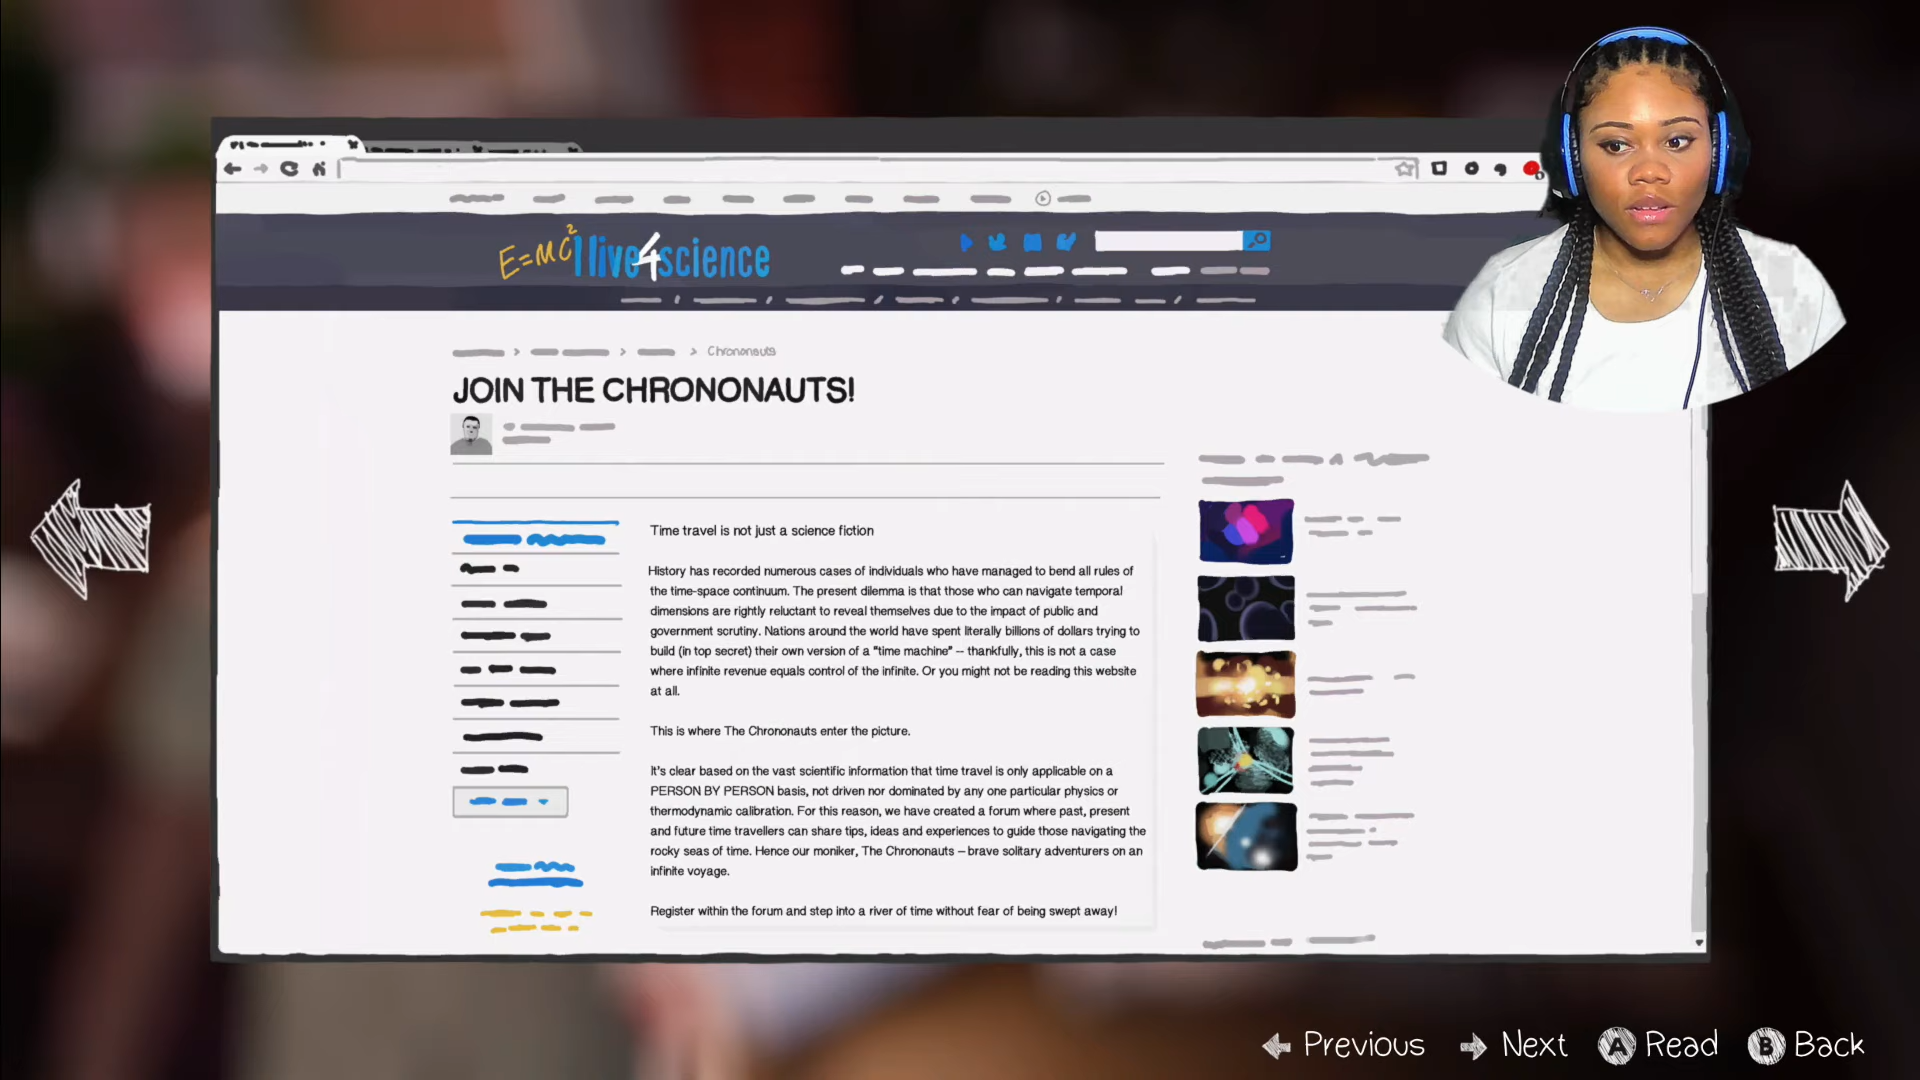 E=MC² live4science
Chrononauts
JOIN THE CHRONONAUTS!
Time travel is not just a science fiction
History has recorded numerous cases of individuals who have managed to bend all rules of
the time-space continuum. The present dilemma is that those who can navigate temporal
dimensions are rightly reluctant to reveal themselves due to the impact of public and
government scrutiny. Nations around the world have spent literally billions of dollars trying to
build (in top secret) their own version of a "time machine" – thankfully, this is not a case
where infinite revenue equals control of the infinite. Or you might not be reading this website
at all.
This is where The Chrononauts enter the picture.
It's clear based on the vast scientific information that time travel is only applicable on a
PERSON BY PERSON basis, not driven nor dominated by any one particular physics or
thermodynamic calibration. For this reason, we have created a forum where past, present
and future time travellers can share tips, ideas and experiences to guide those navigating the
rocky seas of time. Hence our moniker, The Chrononauts – brave solitary adventurers on an
infinite voyage.
Register within the forum and step into a river of time without fear of being swept away!
Previous Next A Read B Back